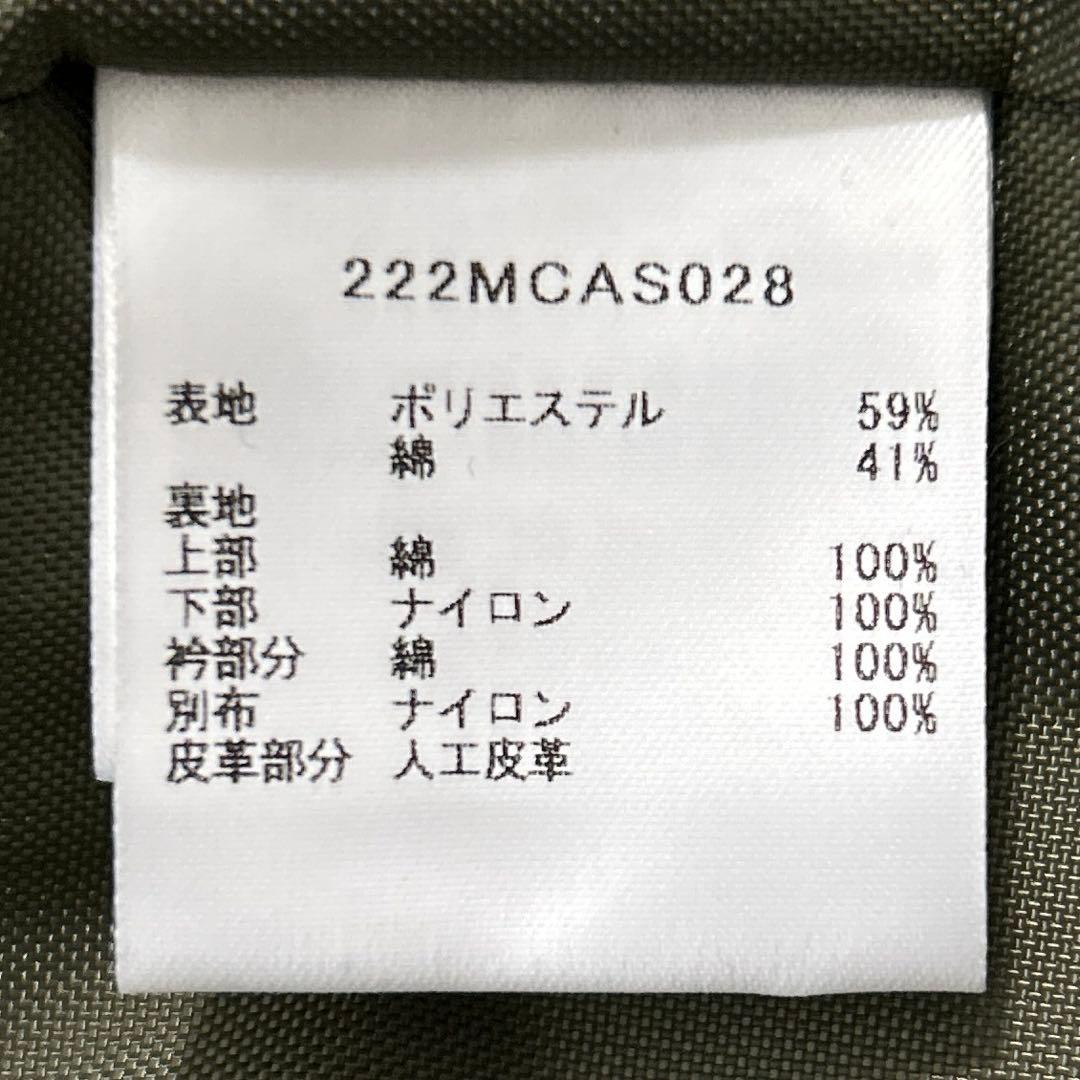 222MCAS028
表地 ポリエステル 59%
綿 41%
裏地
上部 綿 100%
下部 ナイロン 100%
衿部分 綿 100%
別布 ナイロン 100%
皮革部分 人工皮革